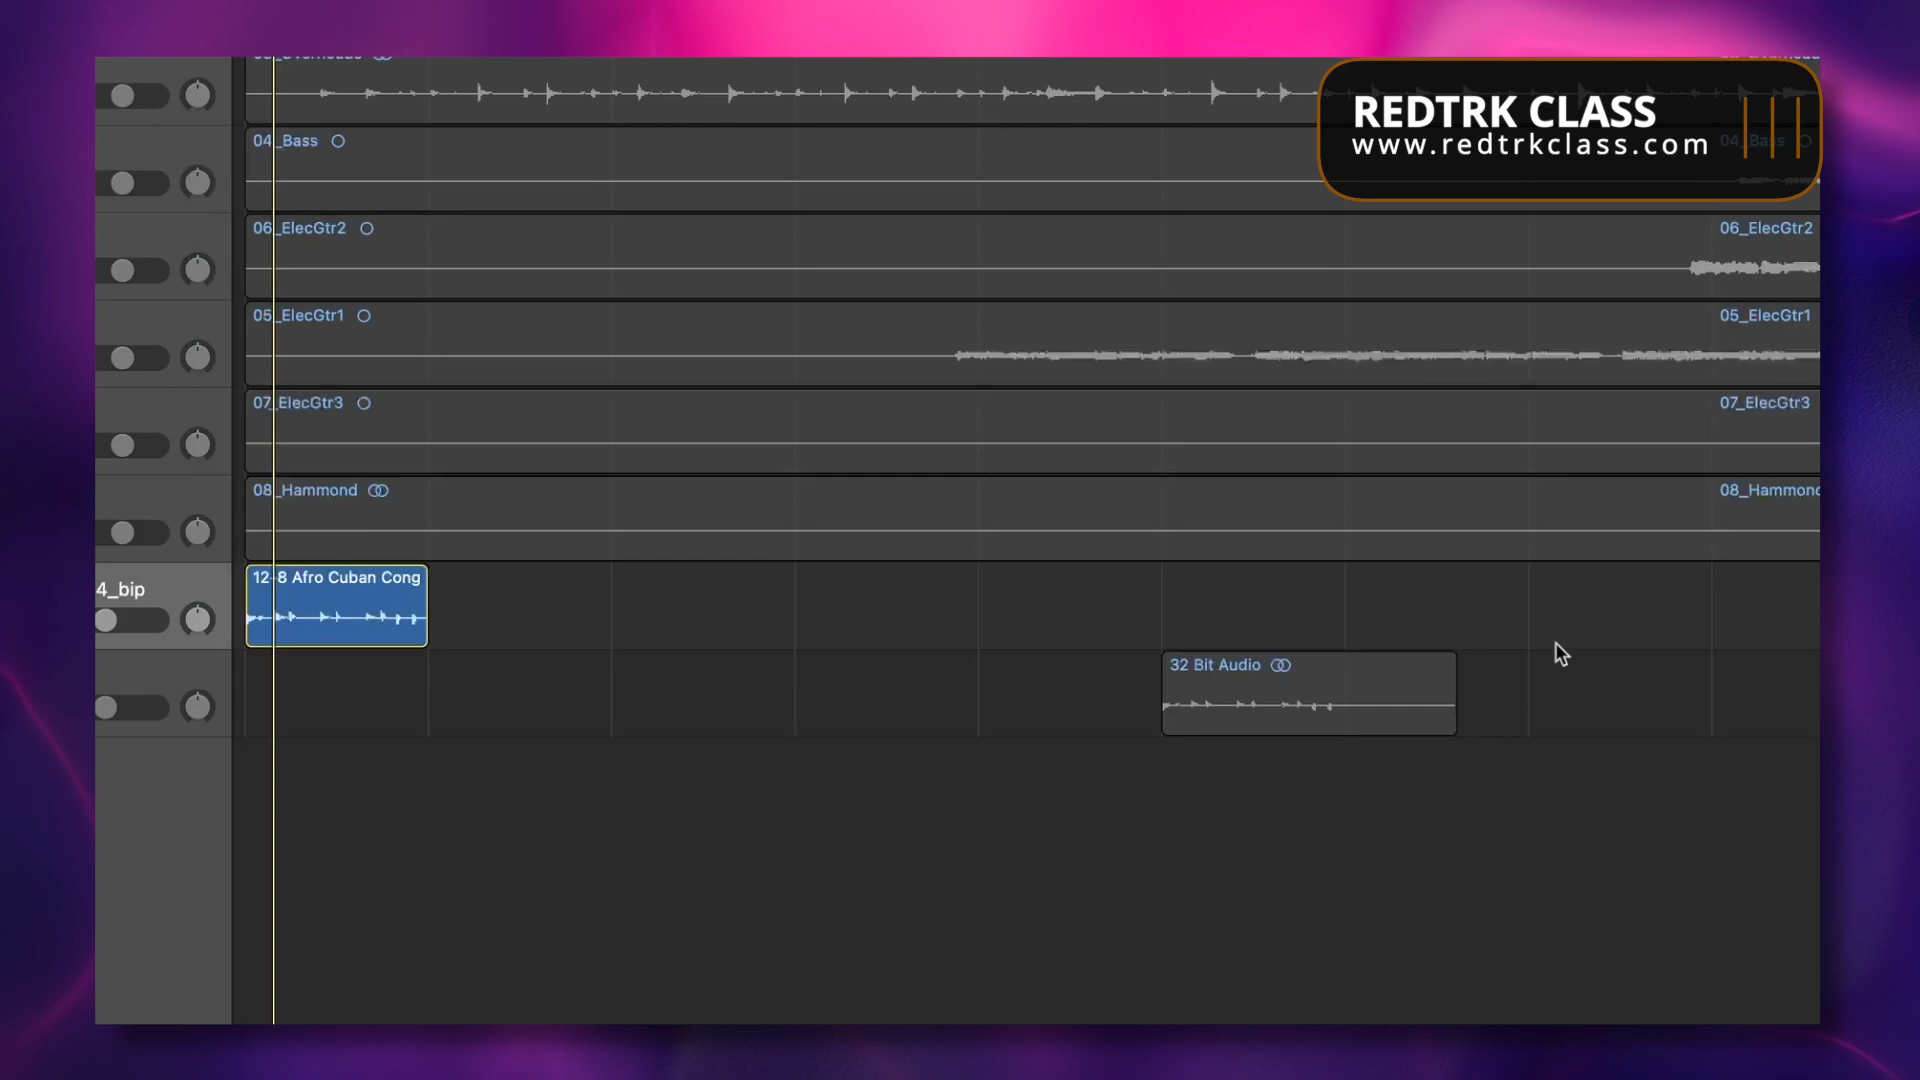 REDTRK CLASS
www.redtrkclass.com
04_Bass
04_Bass
06_ElecGtr2
06_ElecGtr2
05_ElecGtr1
05_ElecGtr1
07_ElecGtr3
07_ElecGtr3
08_Hammond
08_Hammond
4_bip
12-8 Afro Cuban Cong
32 Bit Audio